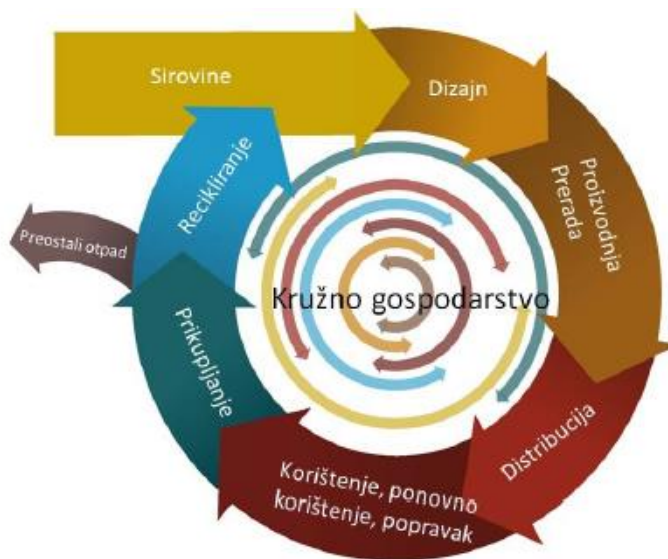 Sirovine
Dizajn
Proizvodnja
Prerada
Distribucija
Korištenje, ponovno
korištenje, popravak
Prikupljanje
Recikliranje
Preostali otpad
Kružno gospodarstvo